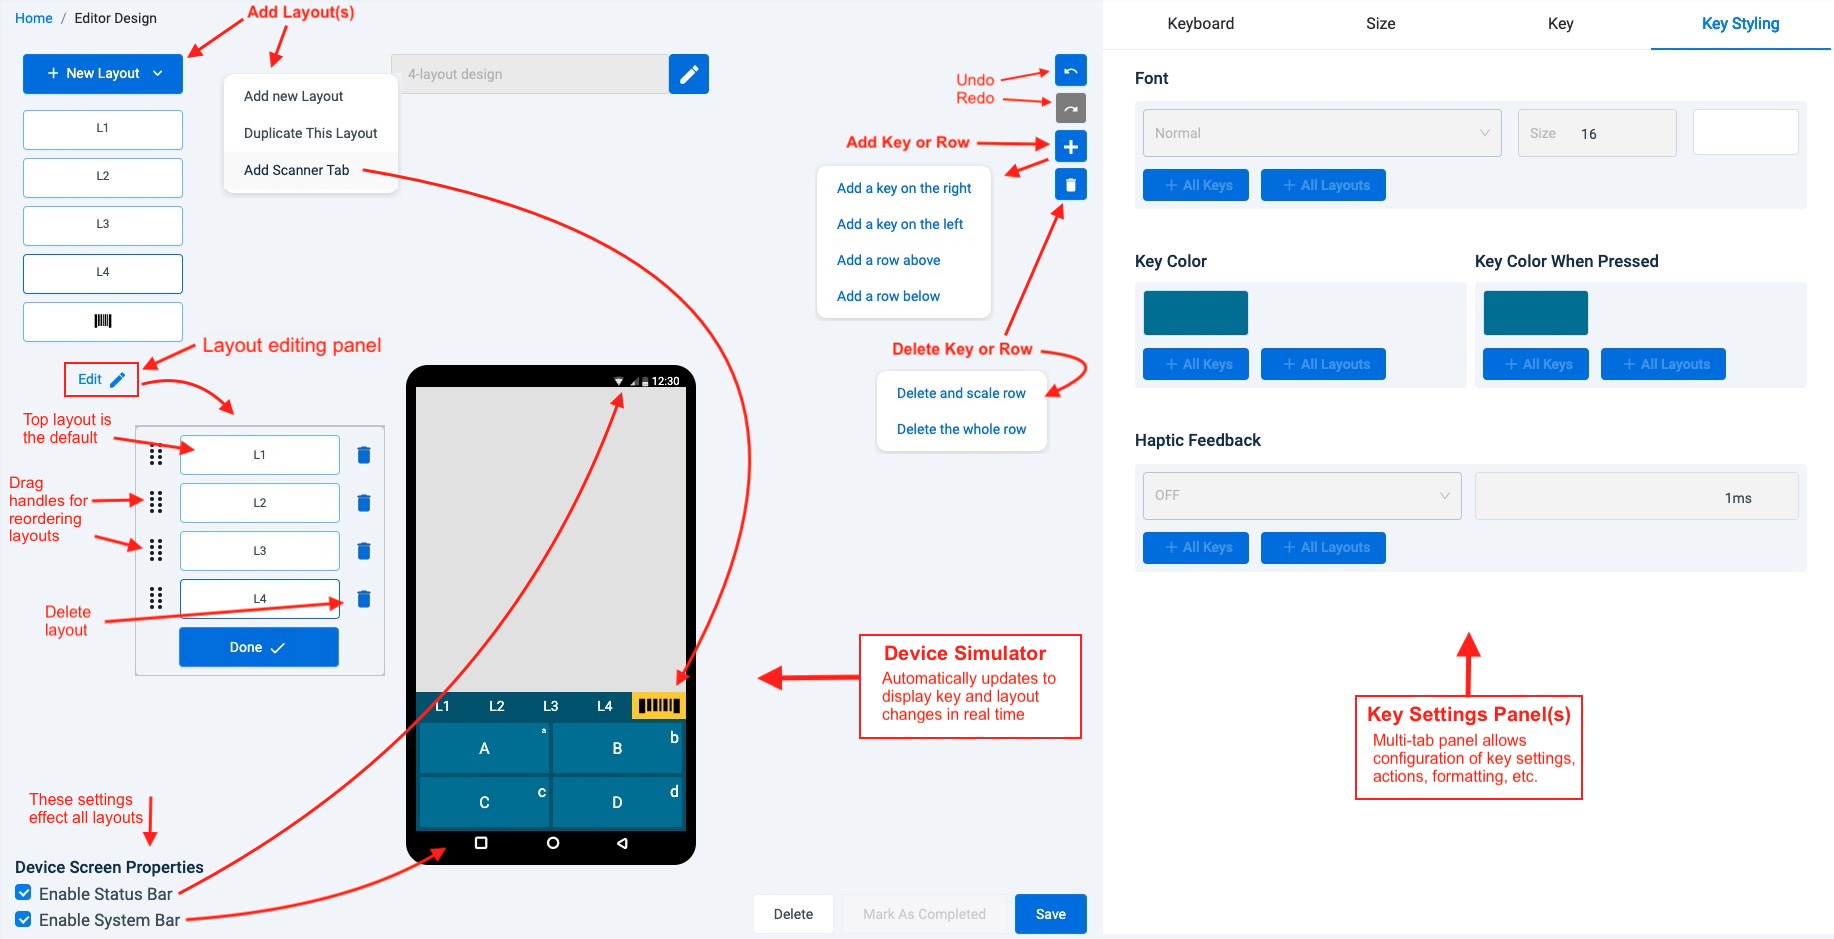 Home / Editor Design
Add Layout(s)
+ New Layout
Add new Layout
Duplicate This Layout
Add Scanner Tab
4-layout design
L1
L2
L3
L4
Layout editing panel
Edit
Top layout is
the default
L1
Drag
handles for
reordering
layouts
L2
L3
L4
Delete
layout
Done
These settings
effect all layouts
Device Screen Properties
Enable Status Bar
Enable System Bar
12:30
L1 L2 L3 L4
A a
B b
C c
D d
Undo
Redo
Add Key or Row
Add a key on the right
Add a key on the left
Add a row above
Add a row below
Delete Key or Row
Delete and scale row
Delete the whole row
Device Simulator
Automatically updates to
display key and layout
changes in real time
Delete
Mark As Completed
Save
Keyboard Size Key Key Styling
Font
Normal
Size 16
+ All Keys + All Layouts
Key Color
+ All Keys + All Layouts
Key Color When Pressed
+ All Keys + All Layouts
Haptic Feedback
OFF
1ms
+ All Keys + All Layouts
Key Settings Panel(s)
Multi-tab panel allows
configuration of key settings,
actions, formatting, etc.